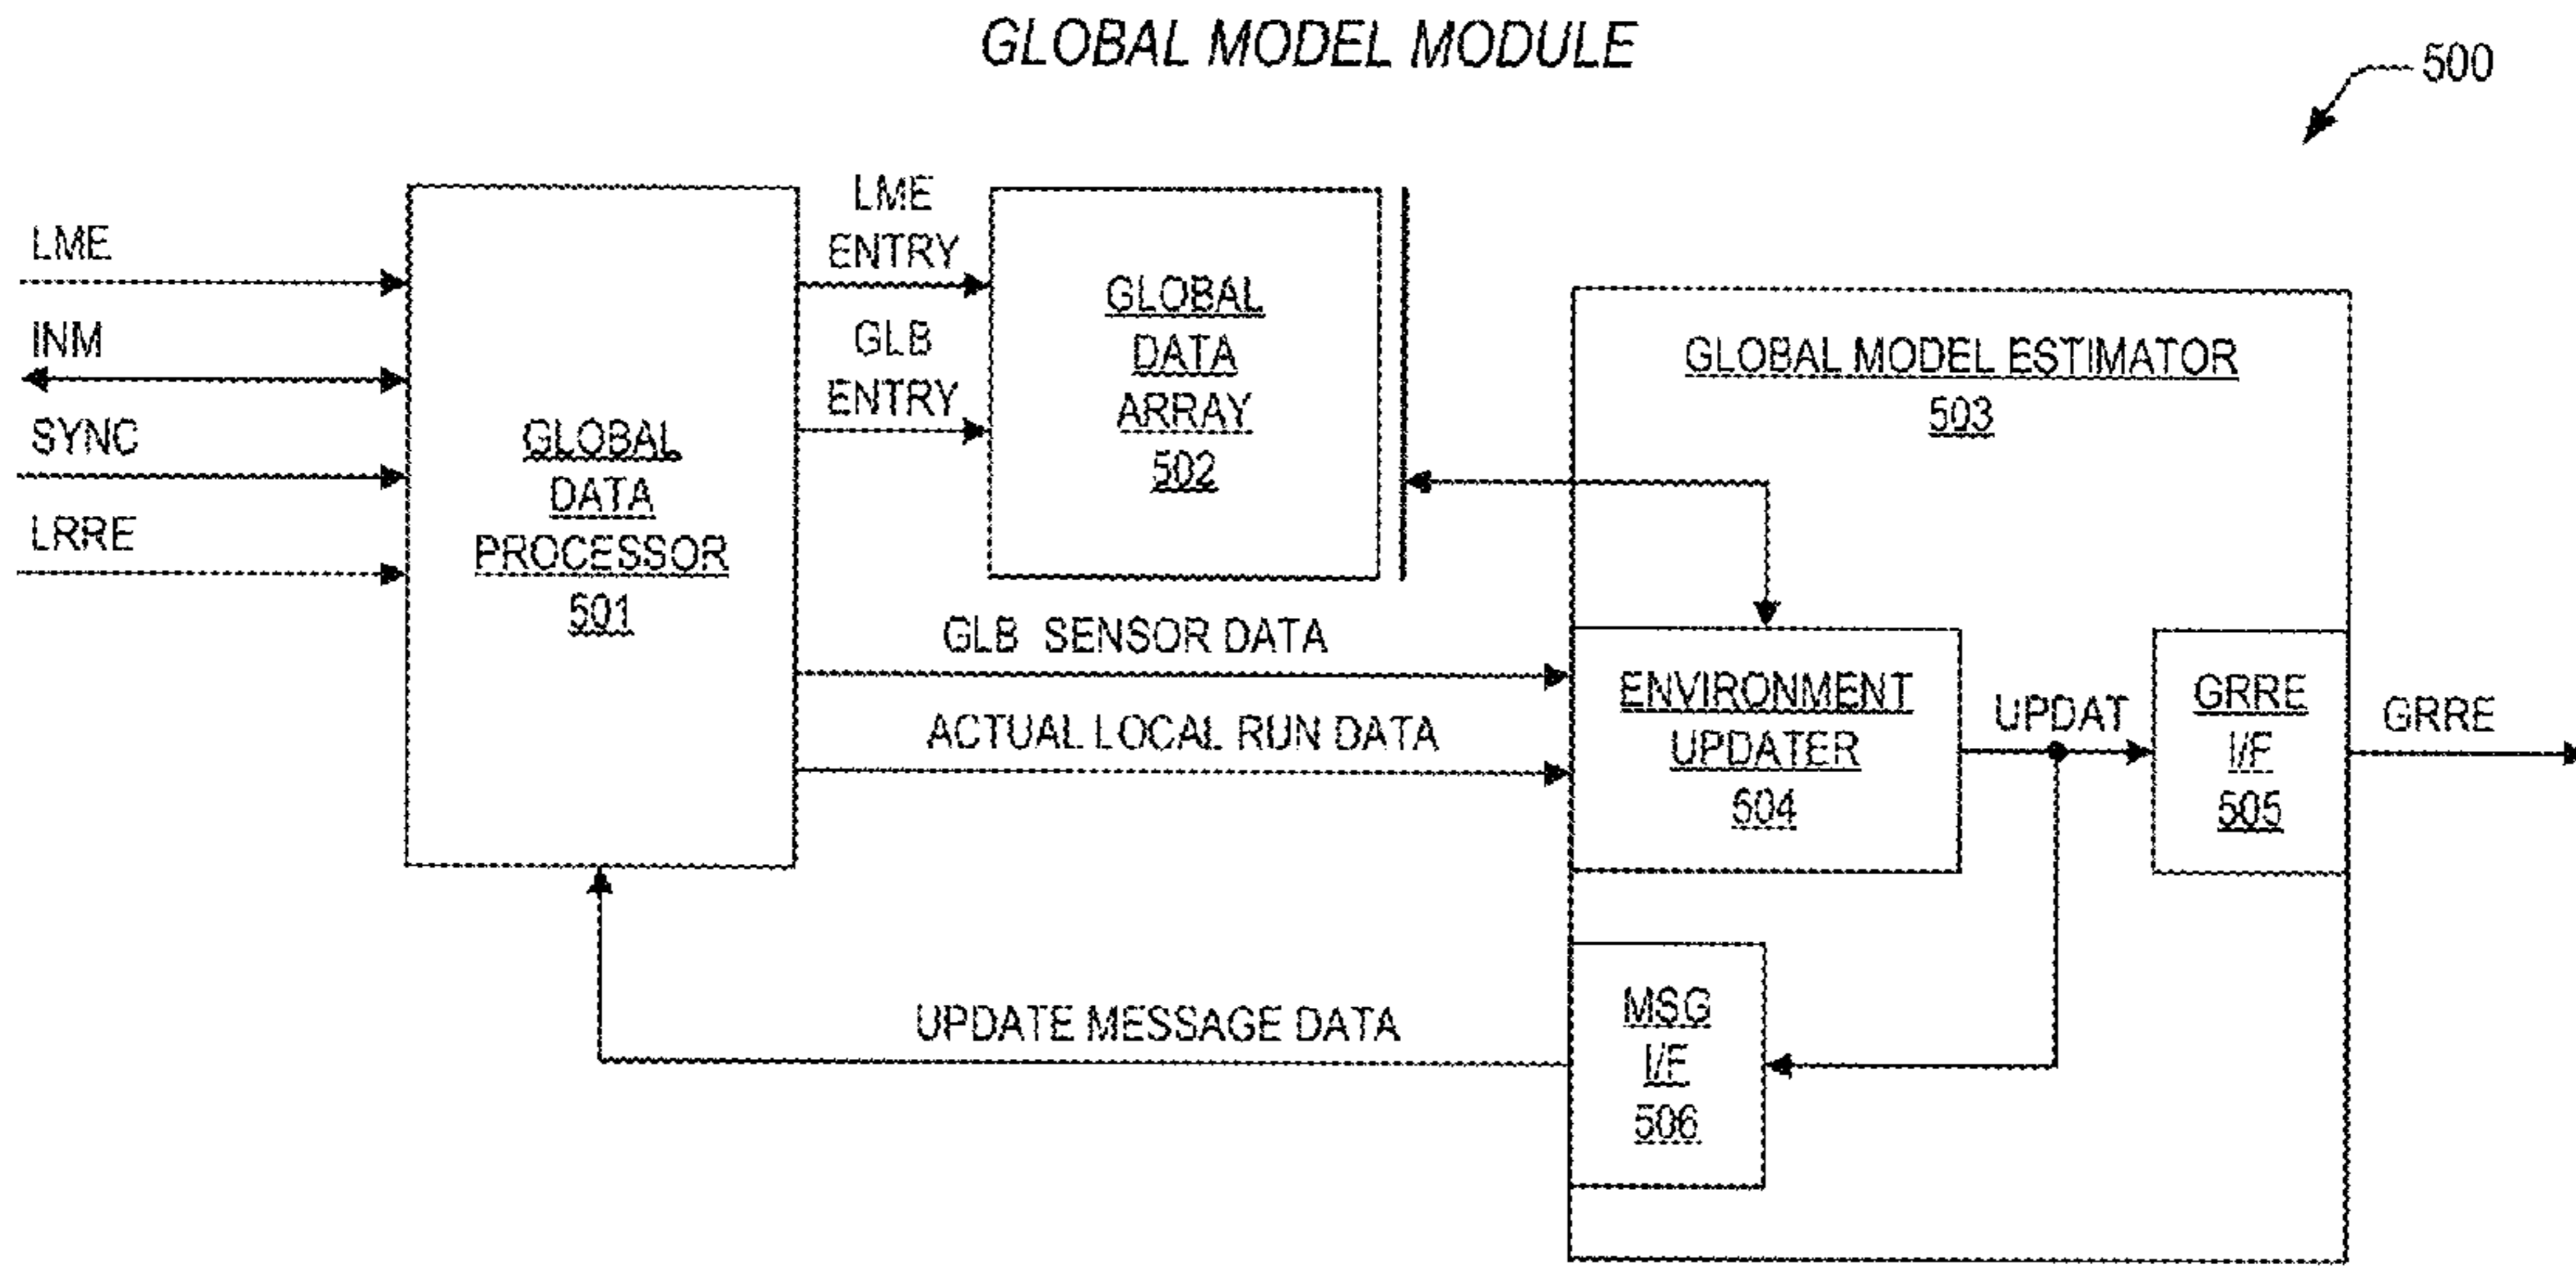 GLOBAL MODEL MODULE
500
LME
INM
SYNC
LRRE
GLOBAL
DATA
PROCESSOR
501
LME
ENTRY
GLB
ENTRY
GLOBAL
DATA
ARRAY
502
GLB SENSOR DATA
ACTUAL LOCAL RUN DATA
UPDATE MESSAGE DATA
GLOBAL MODEL ESTIMATOR
503
ENVIRONMENT
UPDATER
504
UPDAT
GRRE
I/F
505
GRRE
MSG
I/F
506